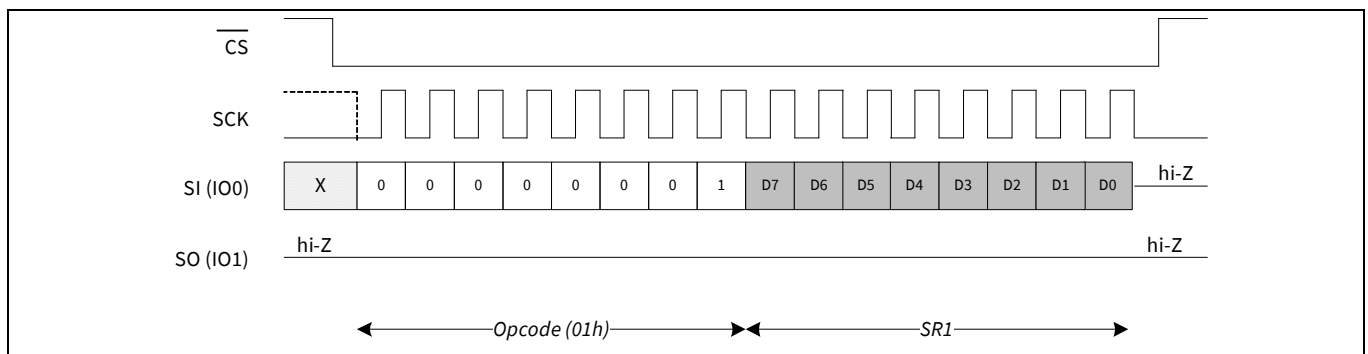 CS
SCK
SI (IO0) X 0 0 0 0 0 0 0 1 D7 D6 D5 D4 D3 D2 D1 D0 hi-Z
SO (IO1) hi-Z hi-Z
Opcode (01h) SR1